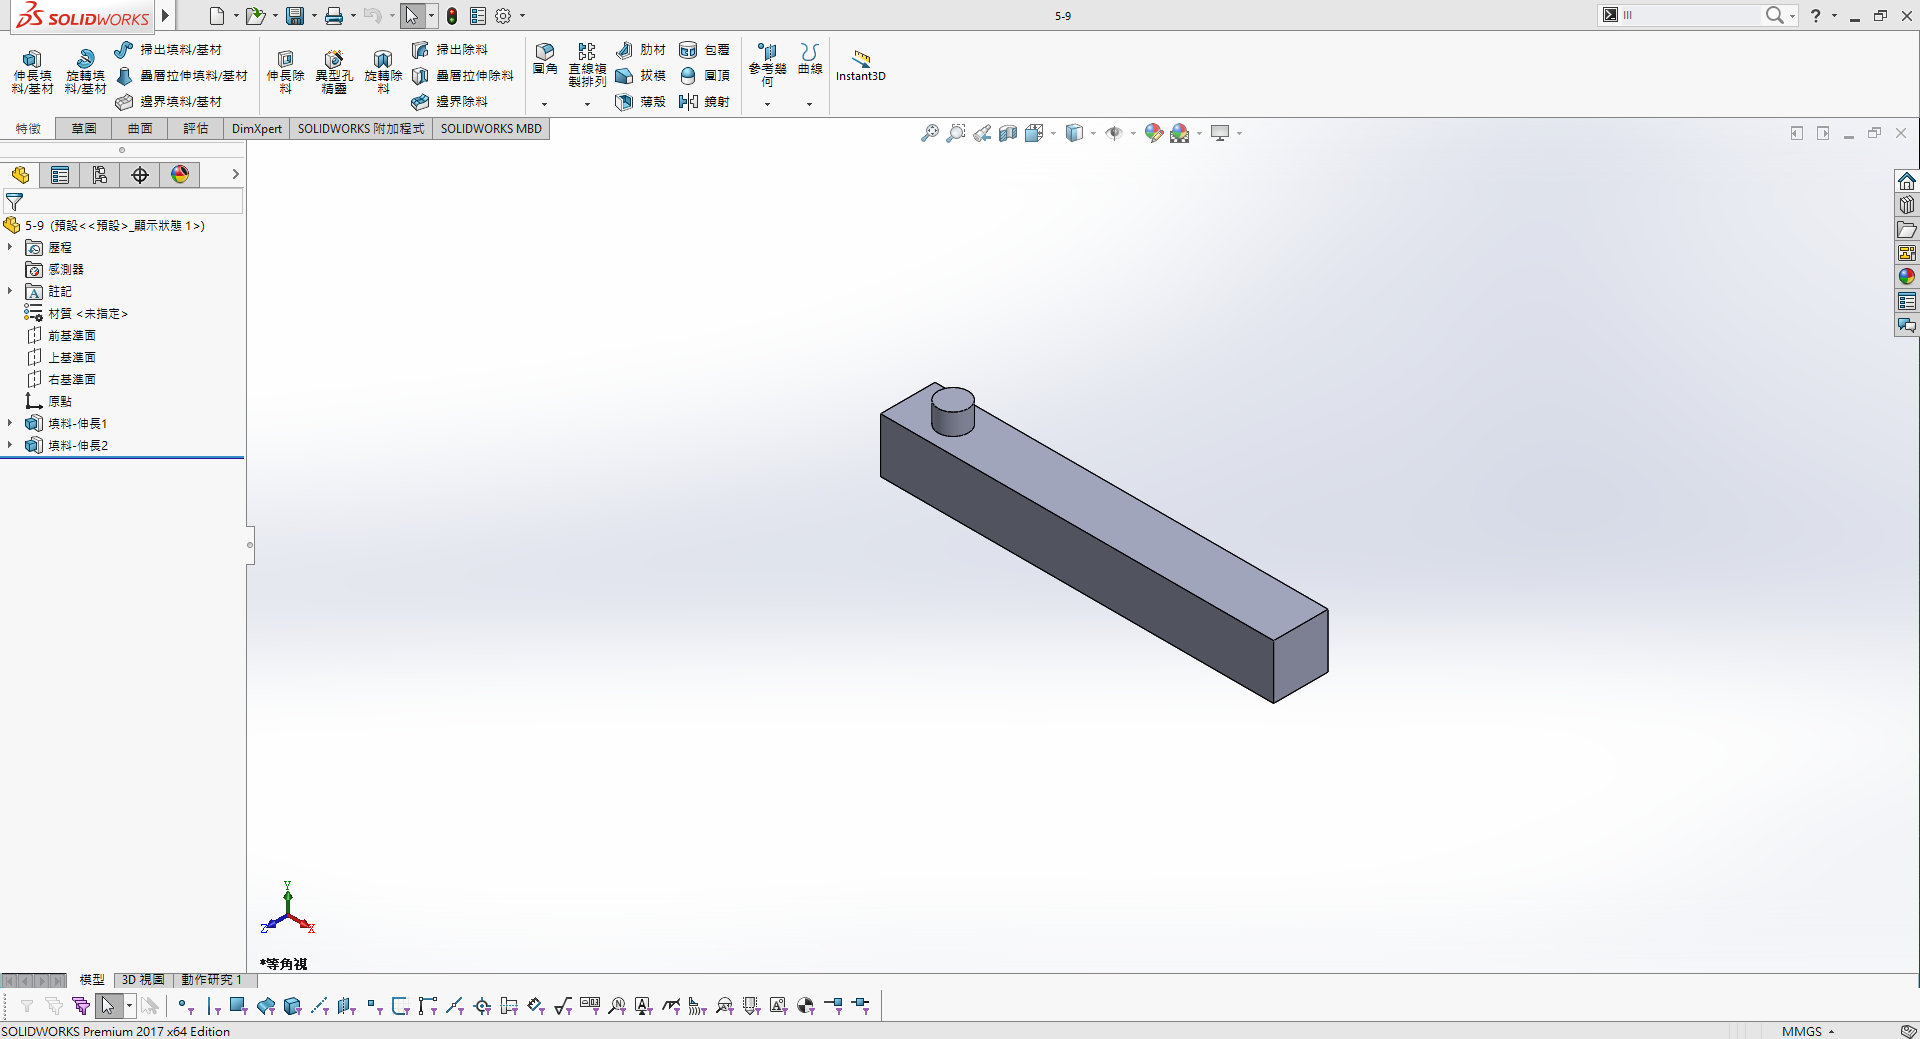 SOLIDWORKS
5-9
III
伸長填
料/基材
旋轉填
料/基材
掃出填料/基材
疊層拉伸填料/基材
邊界填料/基材
伸長除
料
異型孔
精靈
旋轉除
料
掃出除料
疊層拉伸除料
邊界除料
圓角
直線複
製排列
肋材
拔模
薄殼
包覆
圓頂
鏡射
參考幾
何
曲線
Instant3D
特徵 草圖 曲面 評估 DimXpert SOLIDWORKS 附加程式 SOLIDWORKS MBD
5-9 (預設<<預設>_顯示狀態 1>)
歷程
感測器
註記
材質 <未指定>
前基準面
上基準面
右基準面
原點
填料-伸長1
填料-伸長2
Y
Z X
*等角視
模型 3D 視圖 動作研究 1
SOLIDWORKS Premium 2017 x64 Edition
MMGS